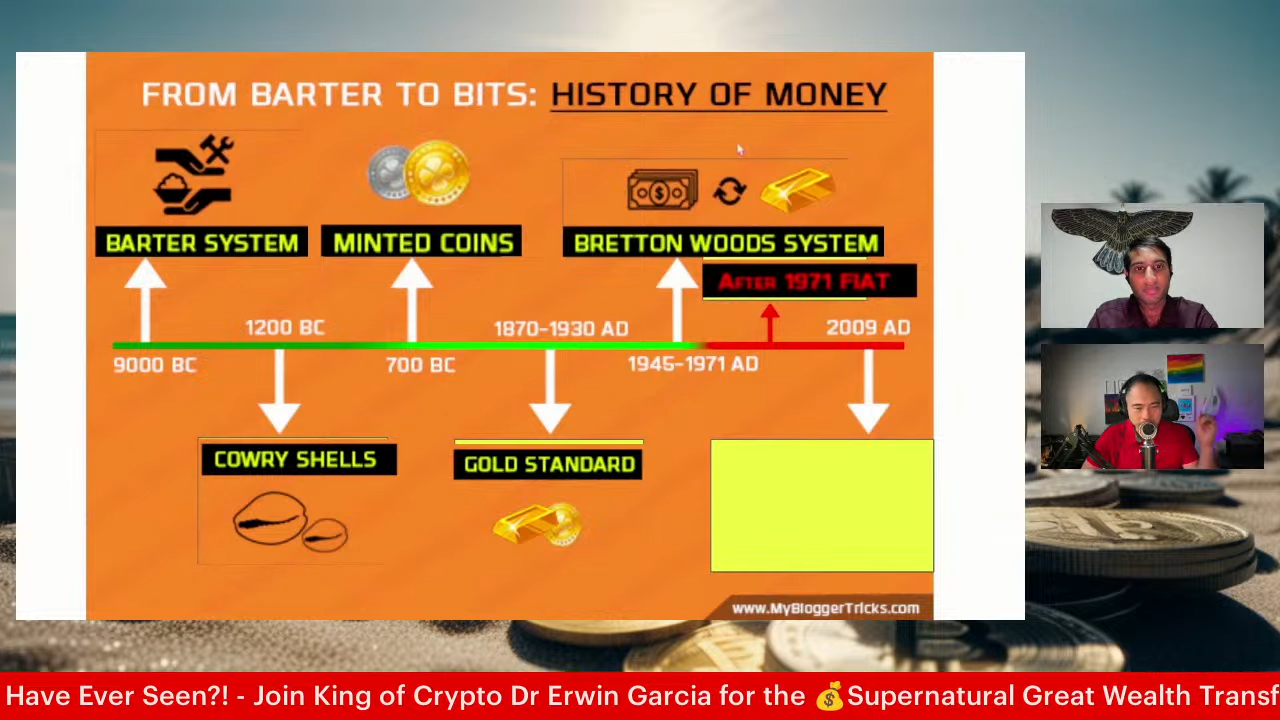 FROM BARTER TO BITS: HISTORY OF MONEY
BARTER SYSTEM
MINTED COINS
BRETTON WOODS SYSTEM
AFTER 1971 FIAT
1200 BC
1870-1930 AD
2009 AD
9000 BC
700 BC
1945-1971 AD
COWRY SHELLS
GOLD STANDARD
www.MyBloggerTricks.com
Have Ever Seen?! - Join King of Crypto Dr Erwin Garcia for the 💰Supernatural Great Wealth Transf